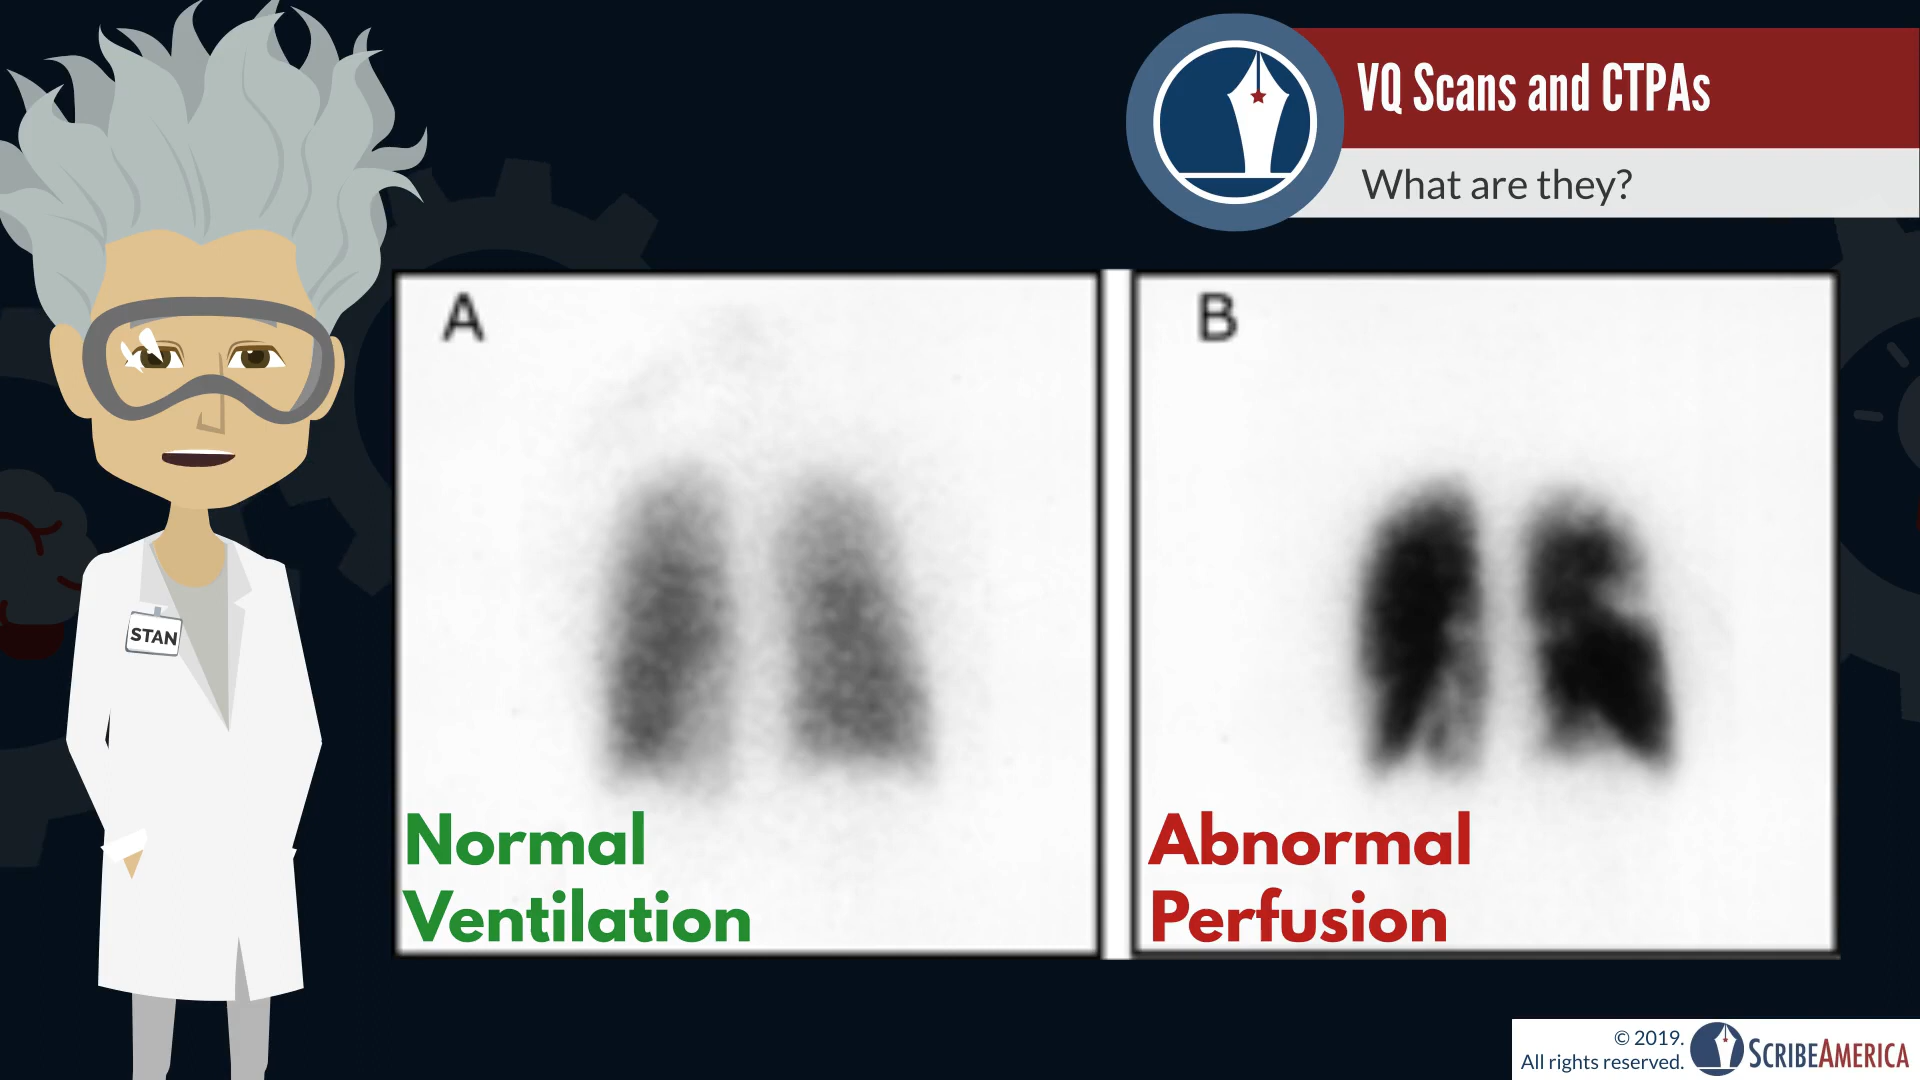 VQ Scans and CTPAs
What are they?
A
B
STAN
Normal
Ventilation
Abnormal
Perfusion
© 2019.
All rights reserved.
SCRIBEAMERICA